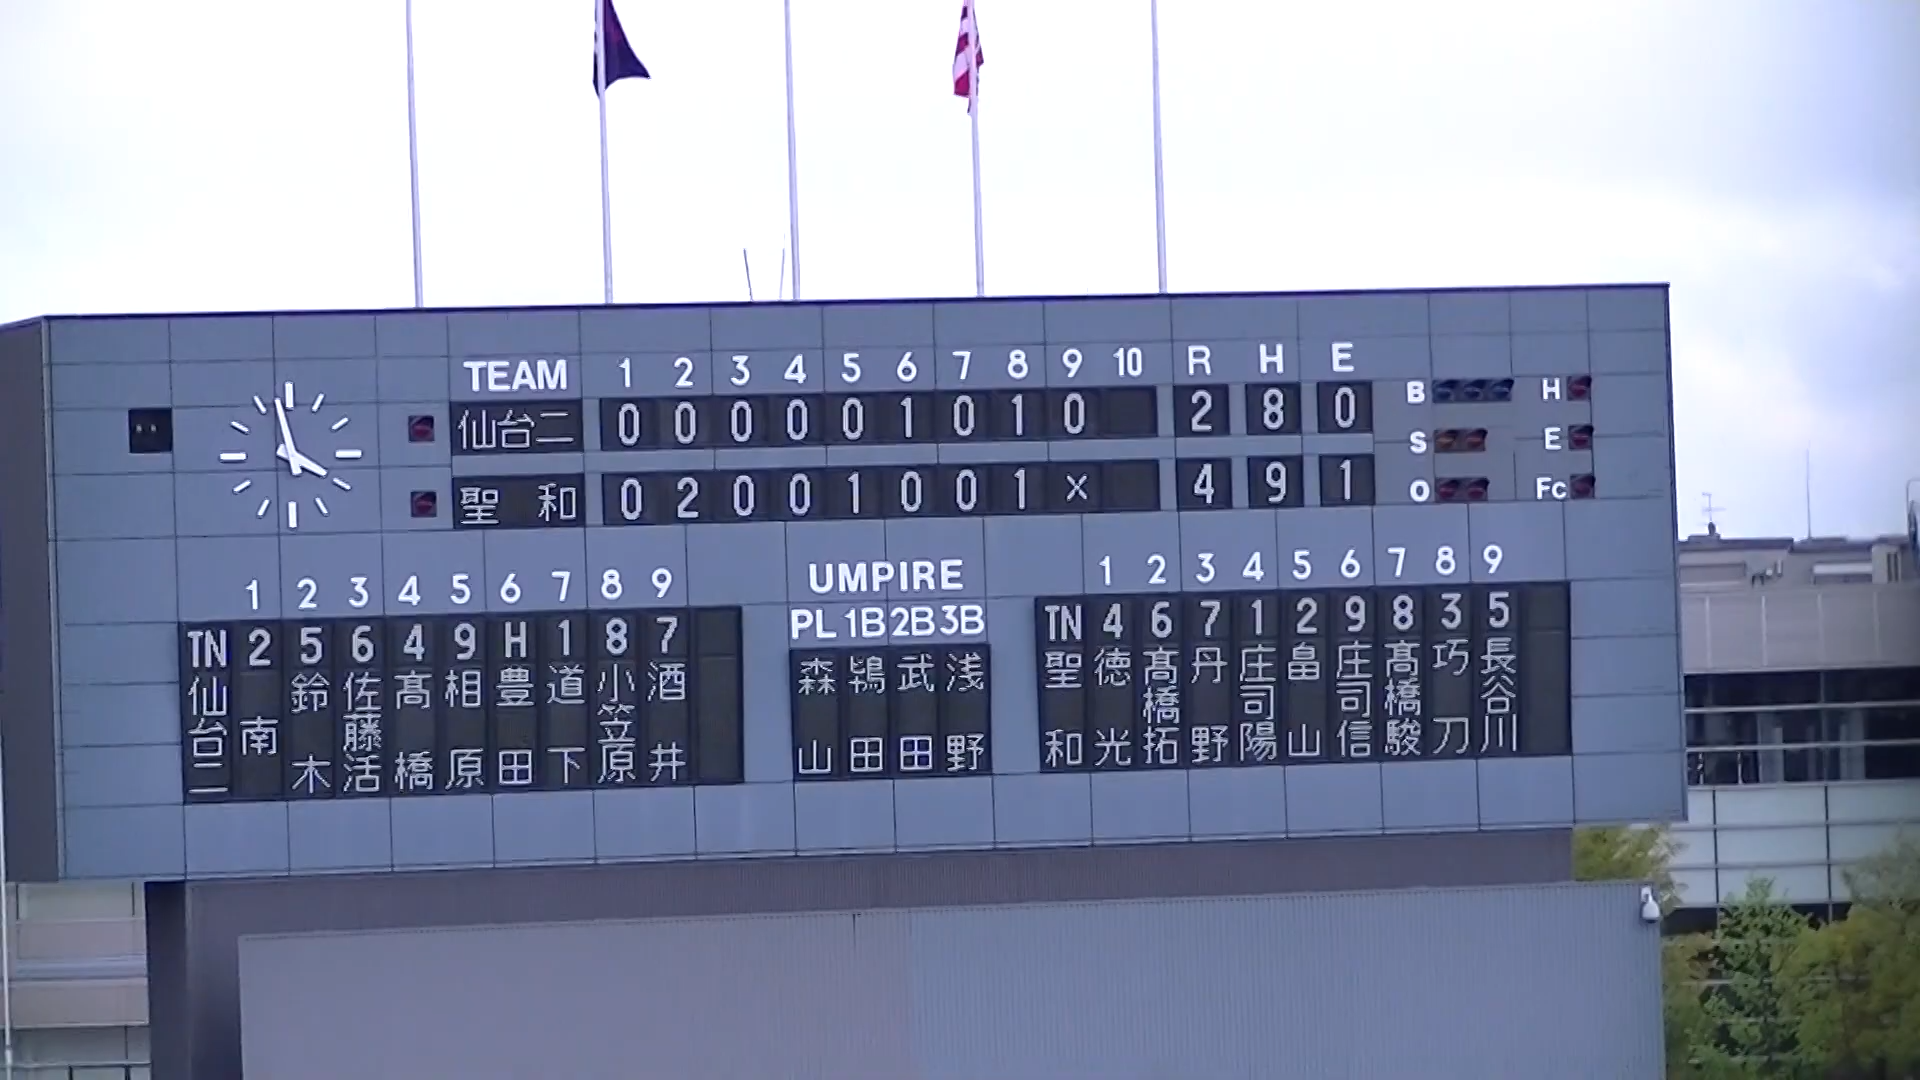 TEAM 1 2 3 4 5 6 7 8 9 10 R H E
仙台二 0 0 0 0 0 1 0 1 0 2 8 0
聖和 0 2 0 0 1 0 0 1 x 4 9 1
B H
S E
O Fc
1 2 3 4 5 6 7 8 9
TN 2 5 6 4 9 H 1 8 7
仙台二 南 鈴木 佐藤活 髙橋 相原 豊田 道下 小笠原 酒井
UMPIRE
PL 1B 2B 3B
森山 鴇田 武田 浅野
1 2 3 4 5 6 7 8 9
TN 4 6 7 1 2 9 8 3 5
聖和 徳光 髙橋拓 丹野 庄司陽 畠山 庄司信 髙橋駿 巧刀 長谷川